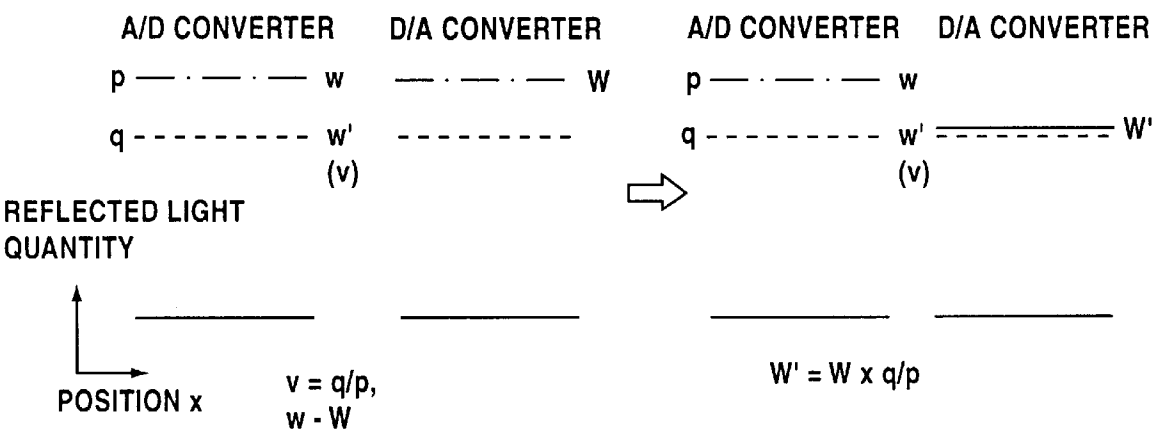 A/D CONVERTER D/A CONVERTER A/D CONVERTER D/A CONVERTER
p w W p w
q w' q w' W'
(v) (v)
REFLECTED LIGHT
QUANTITY
POSITION x
v = q/p,
w - W
W' = W x q/p